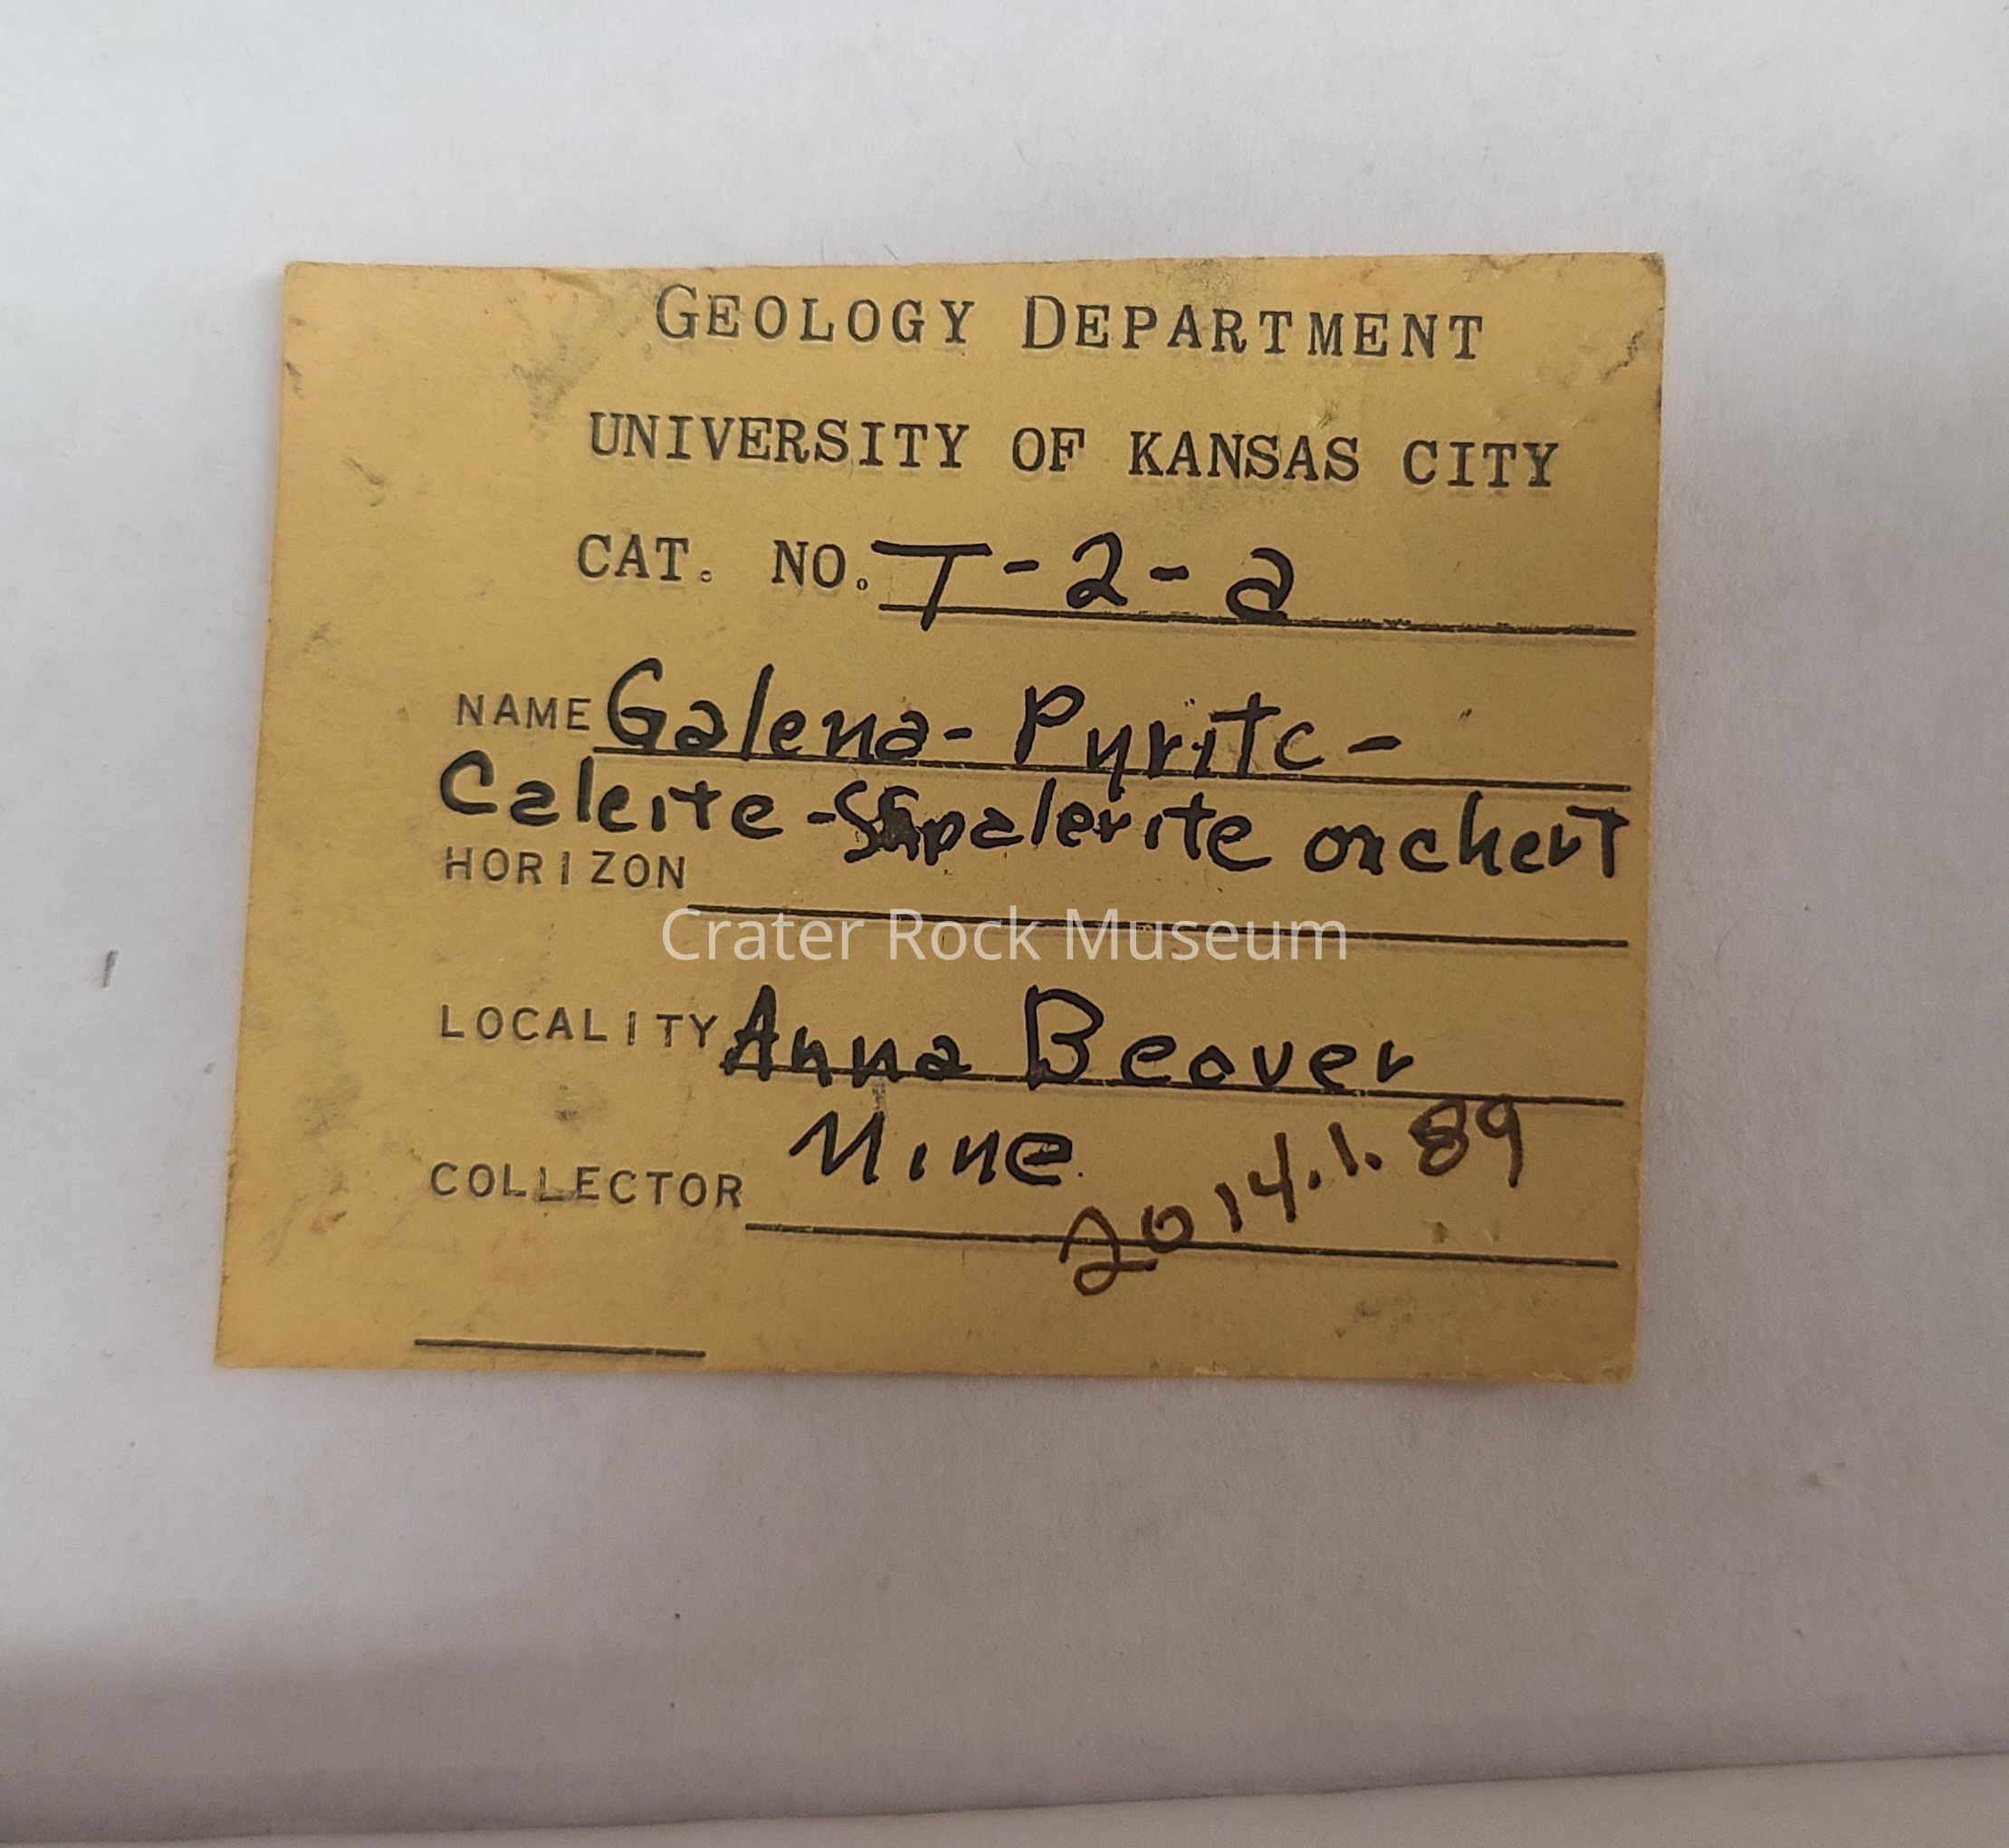 GEOLOGY DEPARTMENT
UNIVERSITY OF KANSAS CITY
CAT. NO. T-2-a
NAME Galena-Pyrite-
Calcite-Sphalerite on chert
HORIZON
Crater Rock Museum
LOCALITY Anna Beaver
Mine
COLLECTOR
2014.1.89